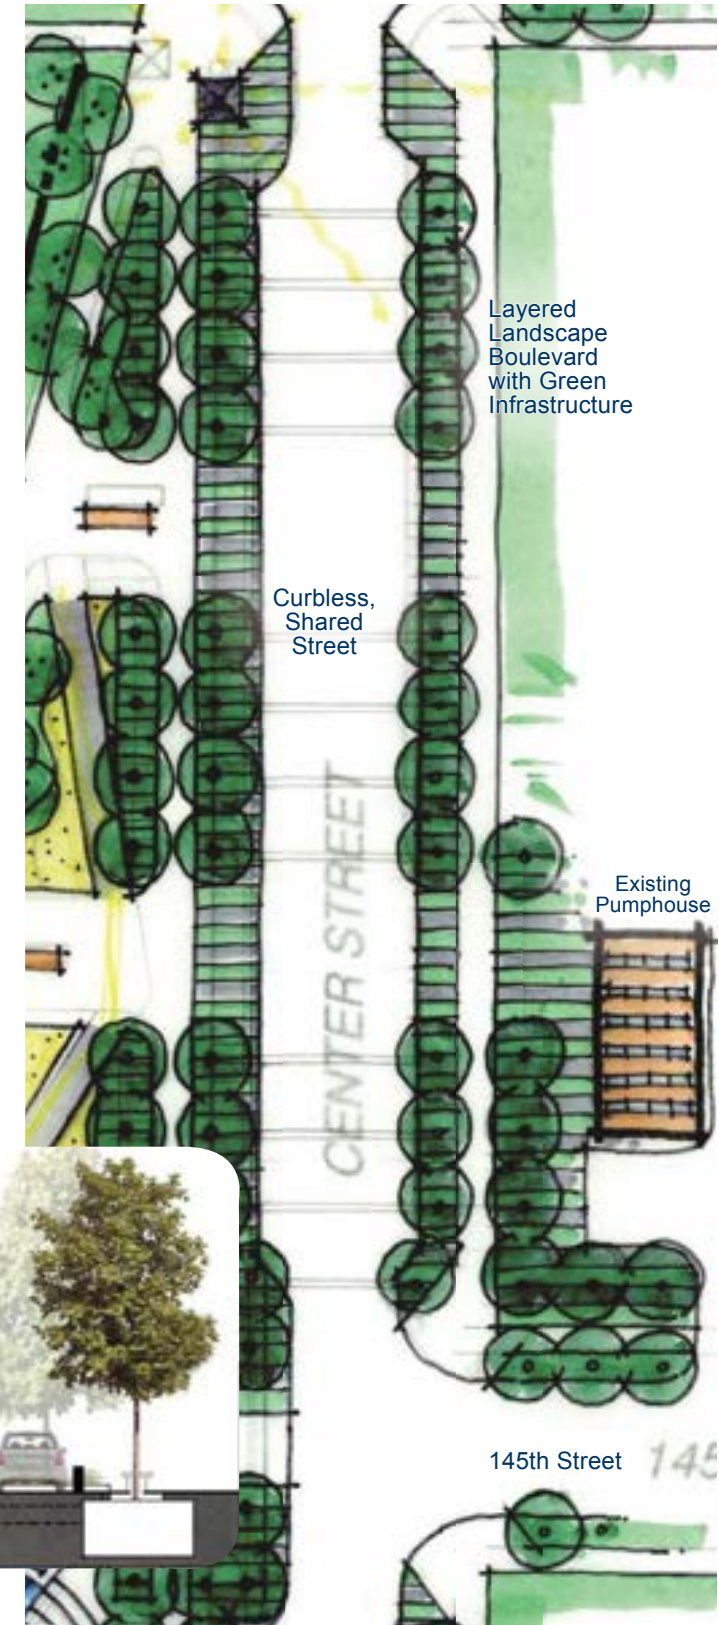 Layered
Landscape
Boulevard
with Green
Infrastructure
Curbless,
Shared
Street
CENTER STREET
Existing
Pumphouse
145th Street
145